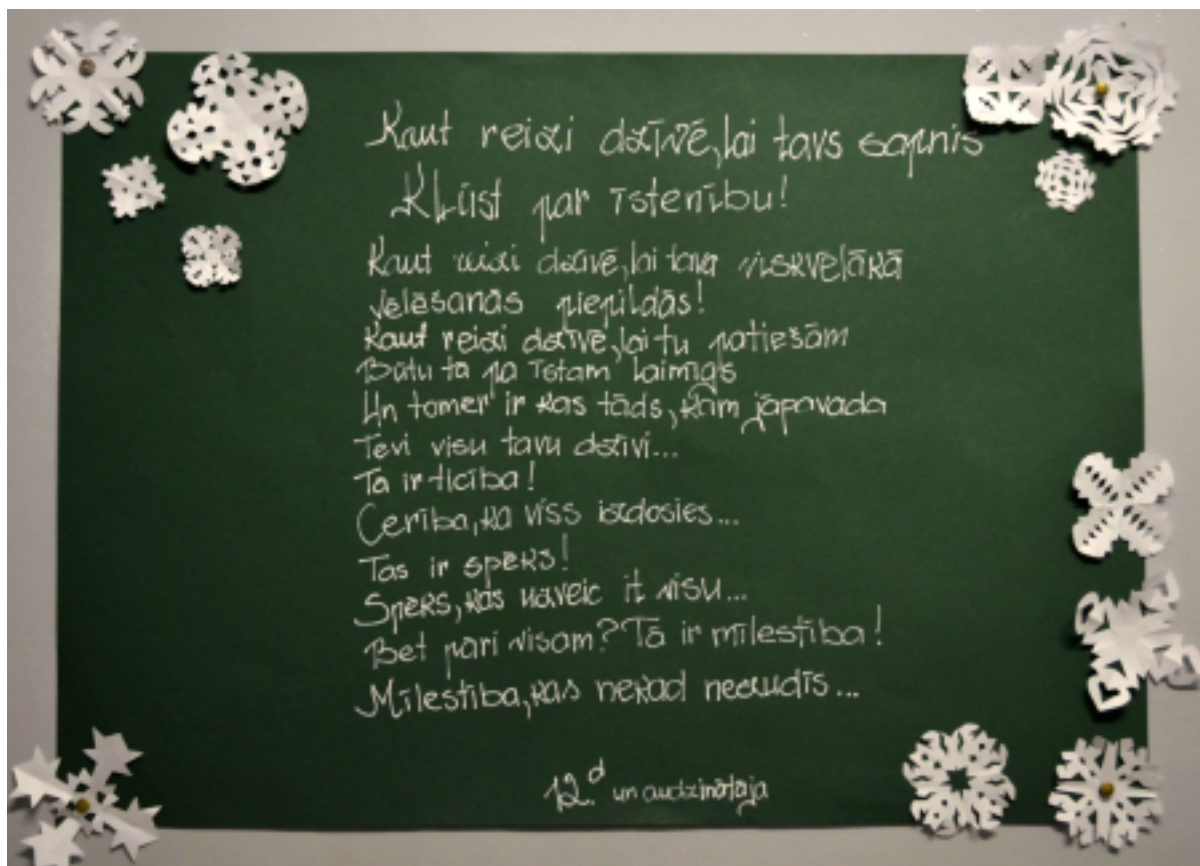 Kaut reizi dzīvē, lai tavs sapnis
Kļūst par īstenību!
Kaut reizi dzīvē, lai tava visskvēlākā
vēlēšanās piepildās!
Kaut reizi dzīvē, lai tu patiešām
Būtu tā pa īstam laimīgs
Un tomēr ir kas tāds, kam jāpavada
Tevi visu tavu dzīvi...
Tā ir ticība!
Cerība, ka viss izdosies...
Tas ir spēks!
Spēks, kas uzveic it visu...
Bet pāri visam? Tā ir mīlestība!
Mīlestība, kas nekad nezudīs...
12.d un audzinātāja